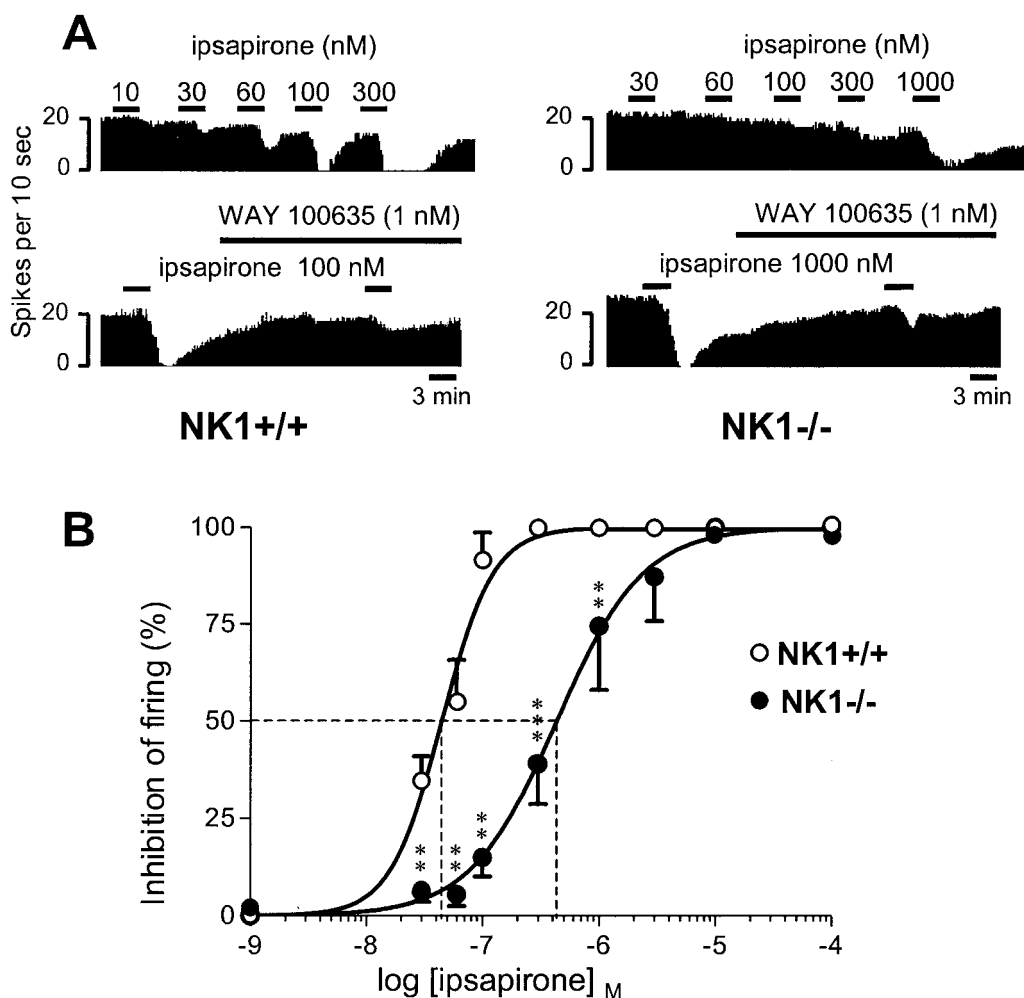 A
ipsapirone (nM)
10 30 60 100 300
20
0
ipsapirone (nM)
30 60 100 300 1000
20
0
Spikes per 10 sec
WAY 100635 (1 nM)
ipsapirone 100 nM
20
0
3 min
NK1+/+
WAY 100635 (1 nM)
ipsapirone 1000 nM
20
0
3 min
NK1-/-
B
Inhibition of firing (%)
100
75
50
25
0
**
**
**
***
**
NK1+/+
NK1-/-
-9 -8 -7 -6 -5 -4
log [ipsapirone] M